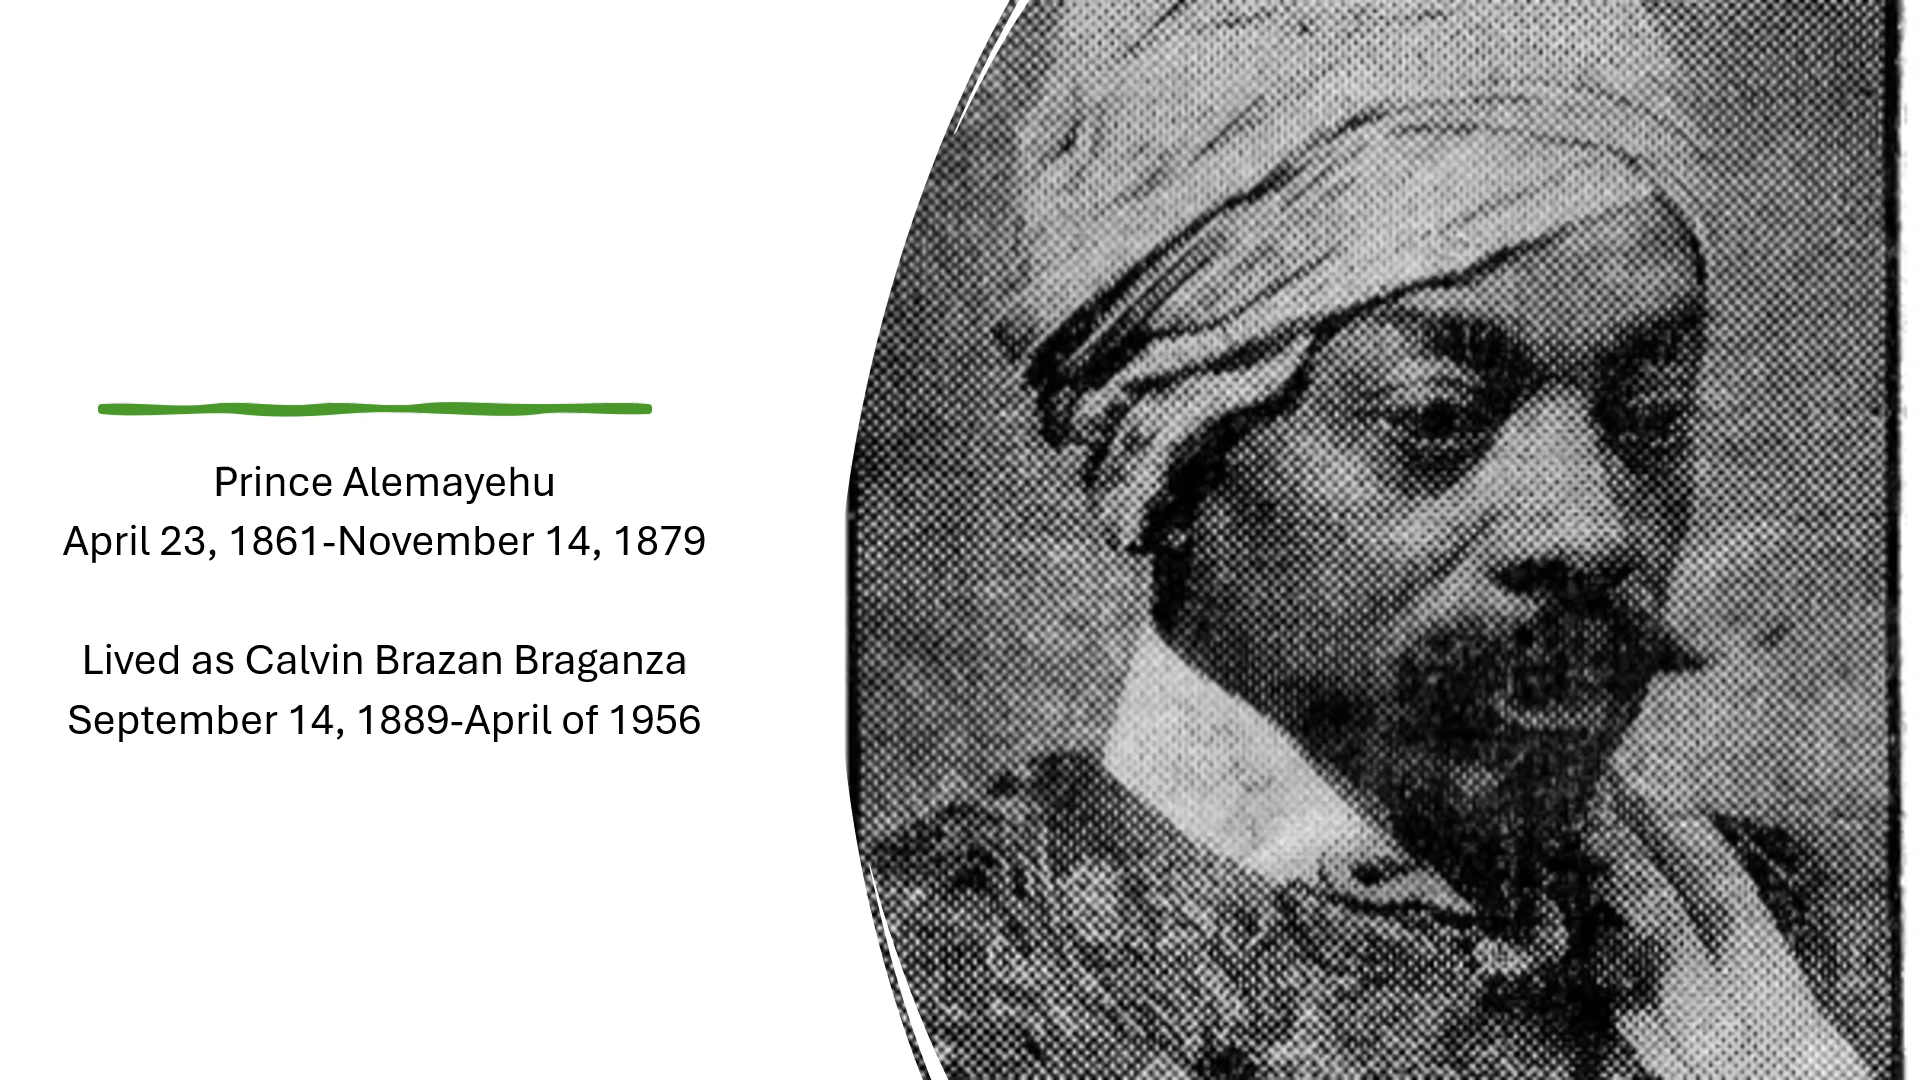 Prince Alemayehu
April 23, 1861-November 14, 1879
Lived as Calvin Brazan Braganza
September 14, 1889-April of 1956